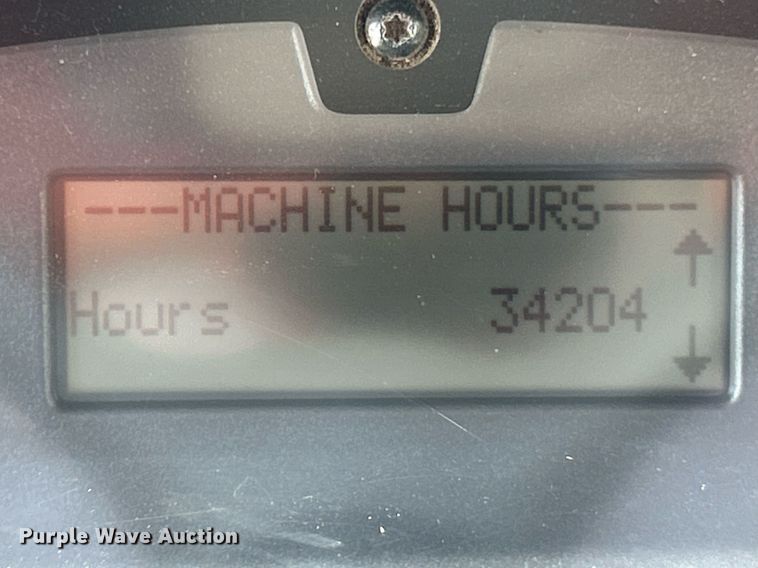 ---MACHINE HOURS---
Hours 34204
Purple Wave Auction